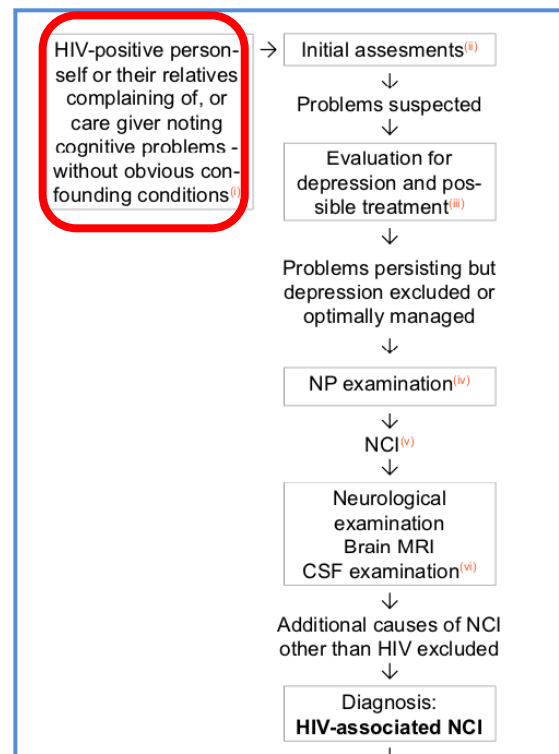 HIV-positive person-
self or their relatives
complaining of, or
care giver noting
cognitive problems -
without obvious con-
founding conditions(i)
→ Initial assesments(ii)
↓
Problems suspected
↓
Evaluation for
depression and pos-
sible treatment(iii)
↓
Problems persisting but
depression excluded or
optimally managed
↓
NP examination(iv)
↓
NCI(v)
↓
Neurological
examination
Brain MRI
CSF examination(vi)
↓
Additional causes of NCI
other than HIV excluded
↓
Diagnosis:
HIV-associated NCI